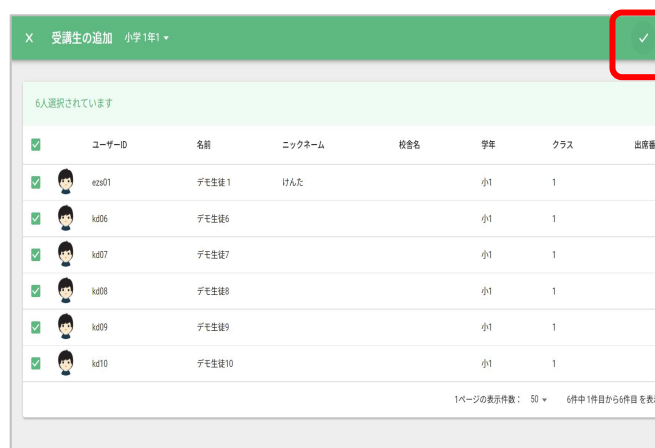 × 受講生の追加 小学1年1
6人選択されています
ユーザーID 名前 ニックネーム 校舎名 学年 クラス 出席番
ezs01 デモ生徒1 けんた 小1 1
kd06 デモ生徒6 小1 1
kd07 デモ生徒7 小1 1
kd08 デモ生徒8 小1 1
kd09 デモ生徒9 小1 1
kd10 デモ生徒10 小1 1
1ページの表示件数： 50 6件中1件目から6件目を表